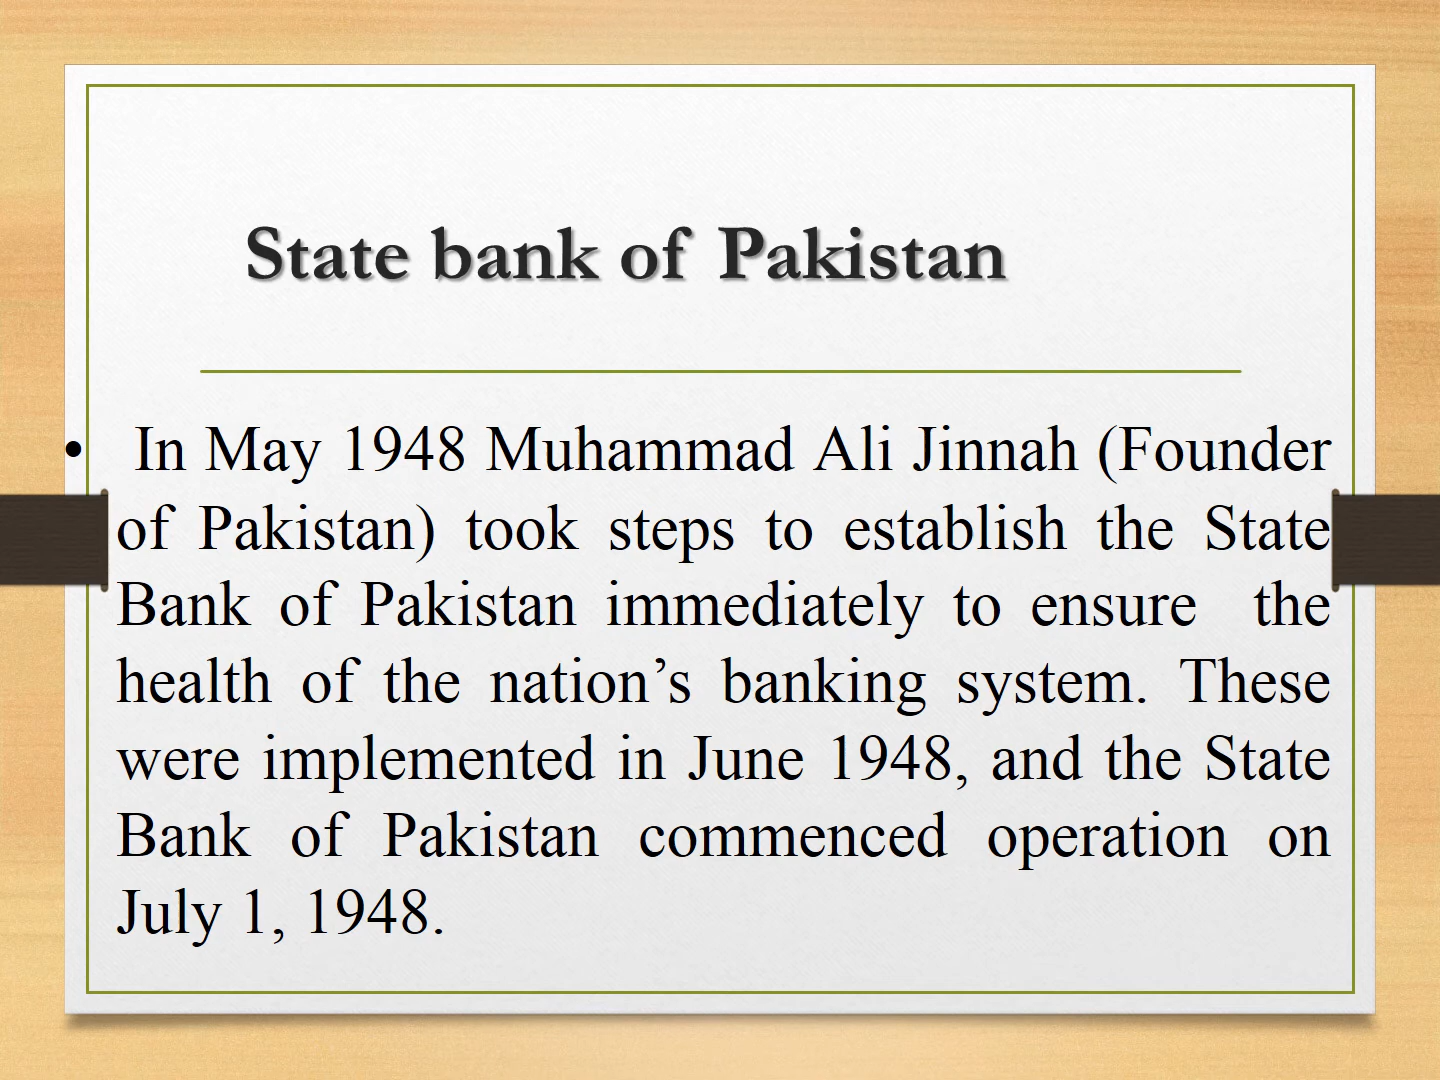 State bank of Pakistan
• In May 1948 Muhammad Ali Jinnah (Founder
of Pakistan) took steps to establish the State
Bank of Pakistan immediately to ensure the
health of the nation’s banking system. These
were implemented in June 1948, and the State
Bank of Pakistan commenced operation on
July 1, 1948.